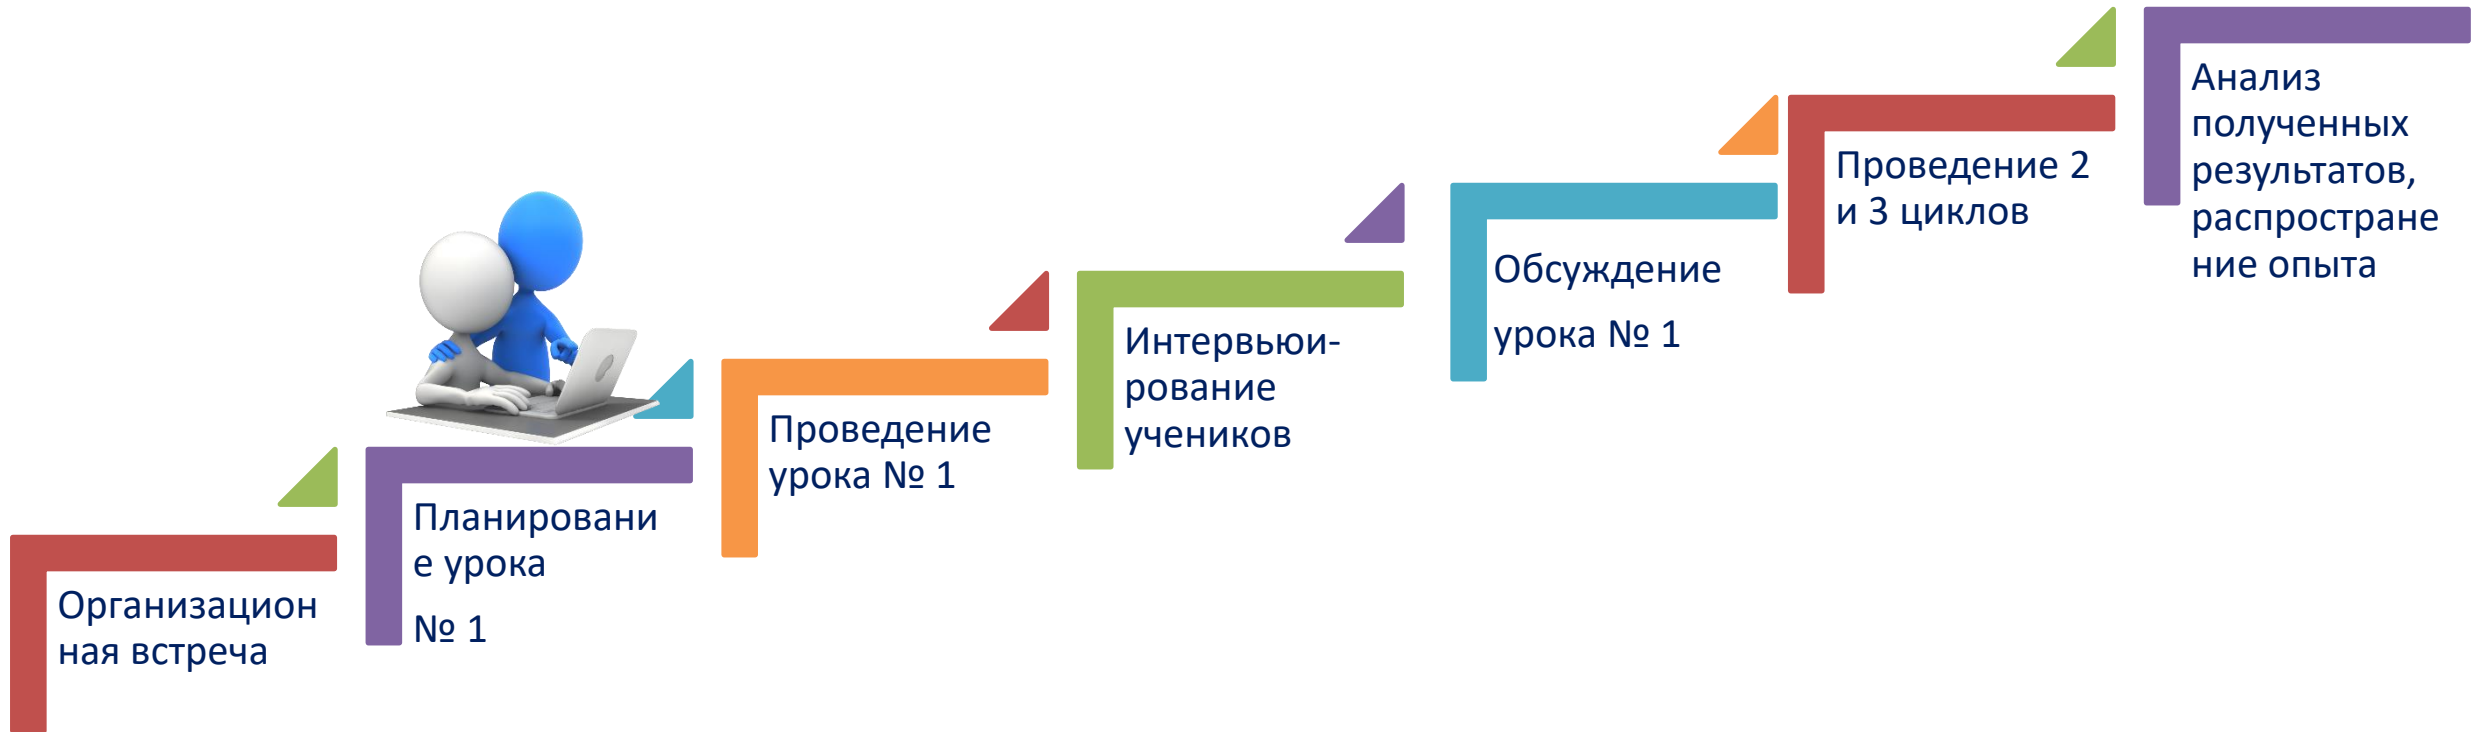 Организацион
ная встреча
Планировани
е урока
№ 1
Проведение
урока № 1
Интервьюи-
рование
учеников
Обсуждение
урока № 1
Проведение 2
и 3 циклов
Анализ
полученных
результатов,
распростране
ние опыта